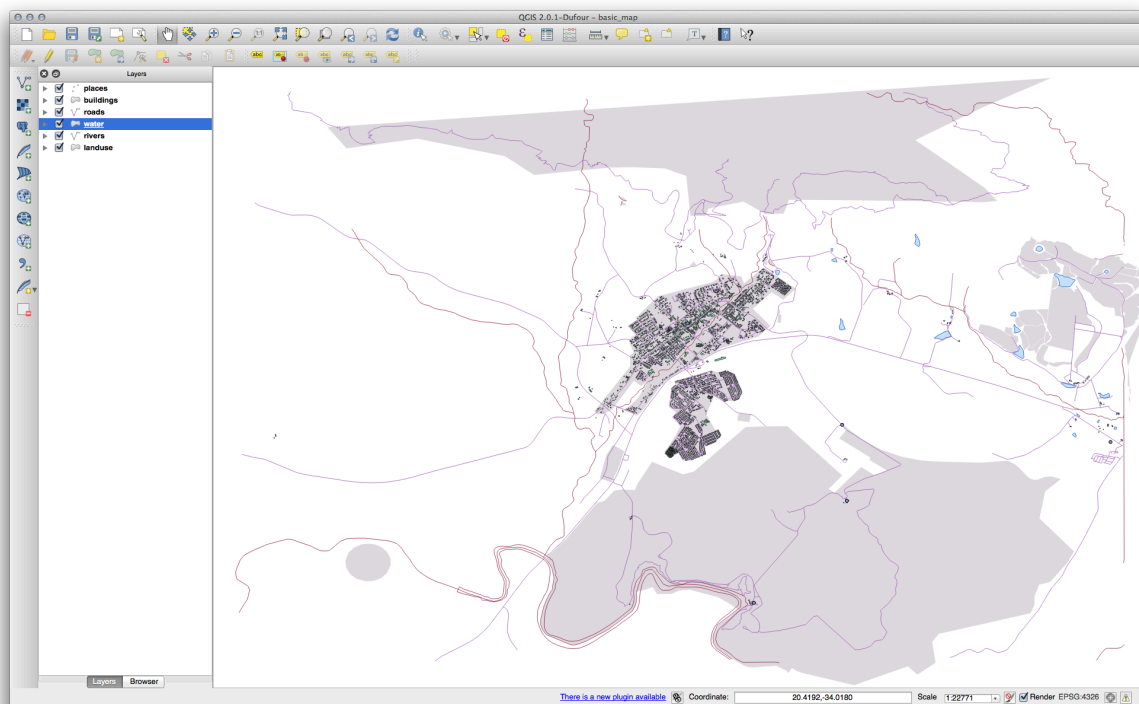 QGIS 2.0.1-Dufour - basic_map
Layers
places
buildings
roads
water
rivers
landuse
Layers Browser
There is a new plugin available Coordinate: 20.4192,-34.0180 Scale 1:22771 Render EPSG:4326